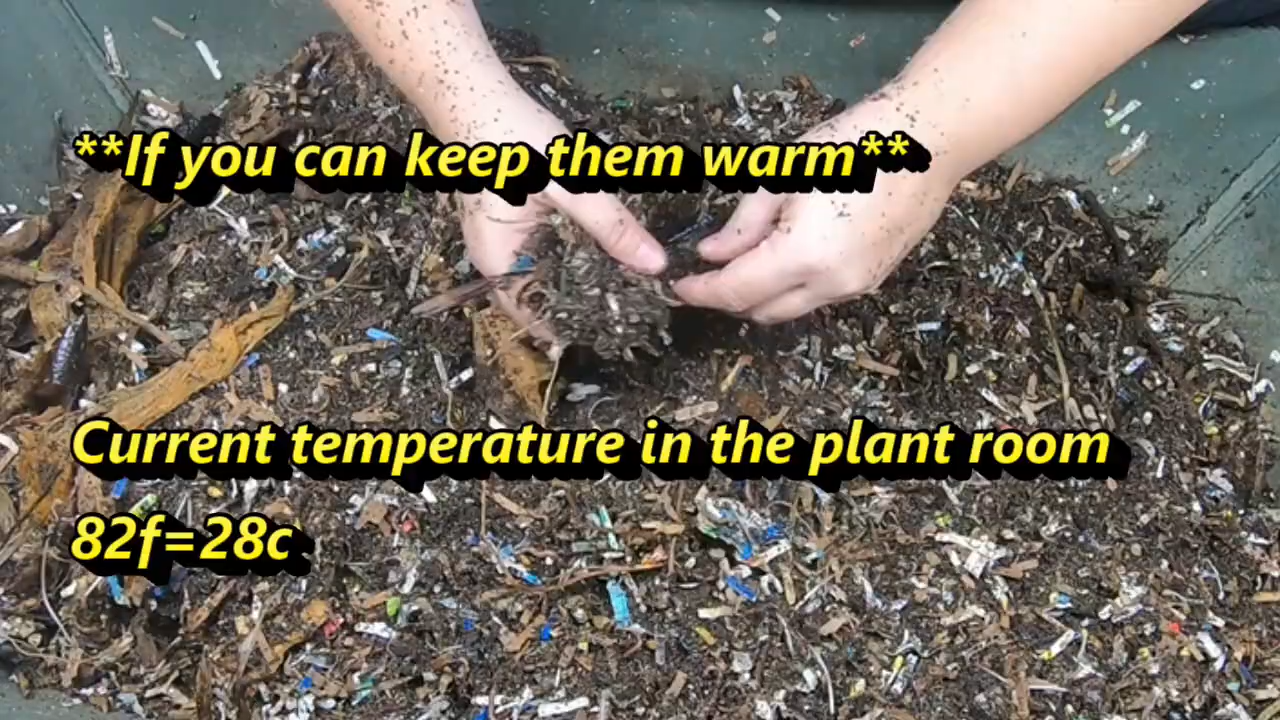 **If you can keep them warm**
Current temperature in the plant room
82f=28c